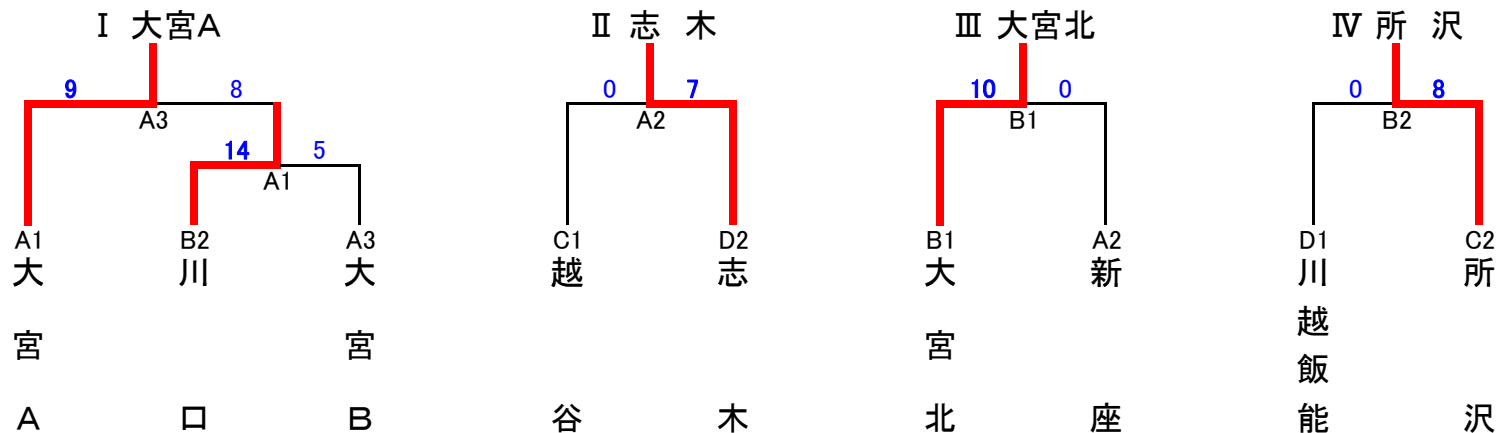 Ⅰ 大宮A Ⅱ 志 木 Ⅲ 大宮北 Ⅳ 所 沢
9 8 0 7 10 0 0 8
A3 A2 B1 B2
14 5
A1
A1 B2 A3 C1 D2 B1 A2 D1 C2
大宮A
川口
大宮B
越谷
志木
大宮北
新座
川越飯能
所沢